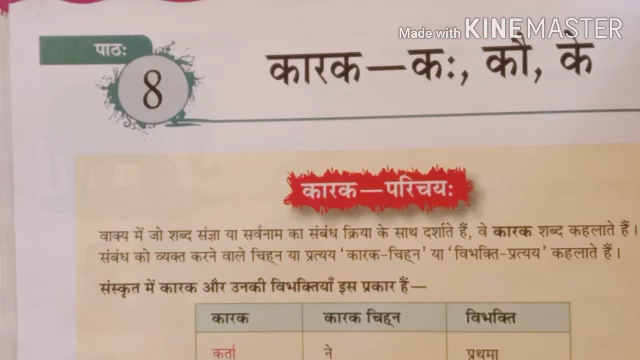 Made with KINEMASTER
पाठः
8
कारक—कः, कौ, के
कारक—परिचयः
वाक्य में जो शब्द संज्ञा या सर्वनाम का संबंध क्रिया के साथ दर्शाते हैं, वे कारक शब्द कहलाते हैं।
संबंध को व्यक्त करने वाले चिह्न या प्रत्यय 'कारक-चिह्न' या 'विभक्ति-प्रत्यय' कहलाते हैं।
संस्कृत में कारक और उनकी विभक्तियाँ इस प्रकार हैं—
कारक कारक चिह्न विभक्ति
कर्ता ने प्रथमा